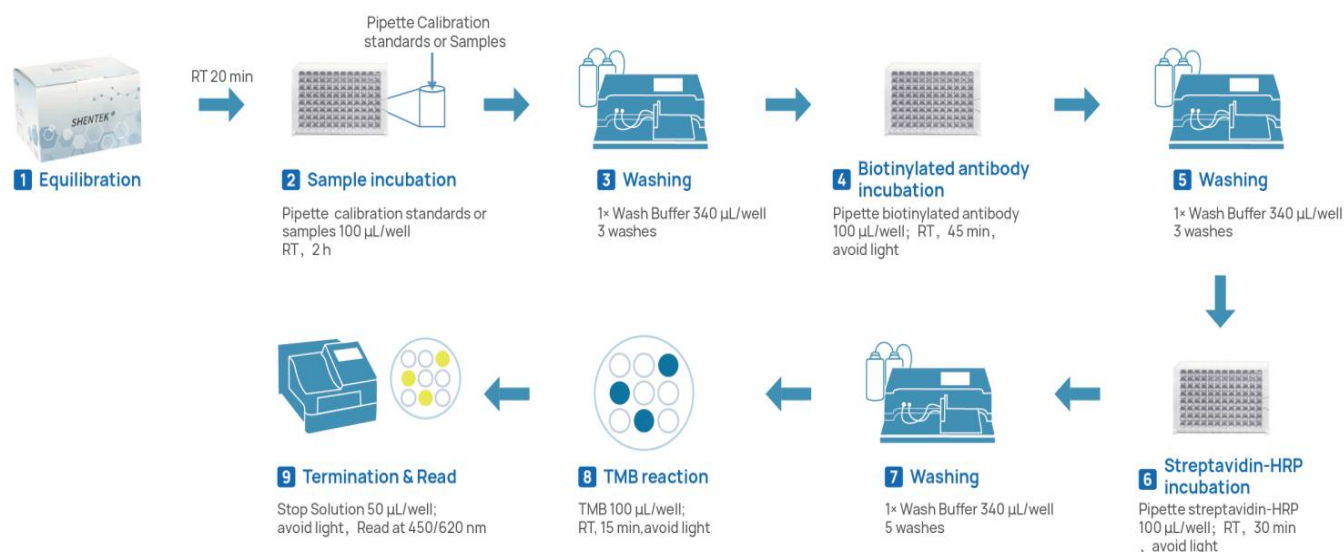 Pipette Calibration
standards or Samples
RT 20 min
SHENTEK®
1 Equilibration
2 Sample incubation
Pipette calibration standards or
samples 100 μL/well
RT, 2 h
3 Washing
1× Wash Buffer 340 μL/well
3 washes
4 Biotinylated antibody
incubation
Pipette biotinylated antibody
100 μL/well; RT, 45 min,
avoid light
5 Washing
1× Wash Buffer 340 μL/well
3 washes
6 Streptavidin-HRP
incubation
Pipette streptavidin-HRP
100 μL/well; RT, 30 min
, avoid light
7 Washing
1× Wash Buffer 340 μL/well
5 washes
8 TMB reaction
TMB 100 μL/well;
RT, 15 min,avoid light
9 Termination & Read
Stop Solution 50 μL/well;
avoid light, Read at 450/620 nm